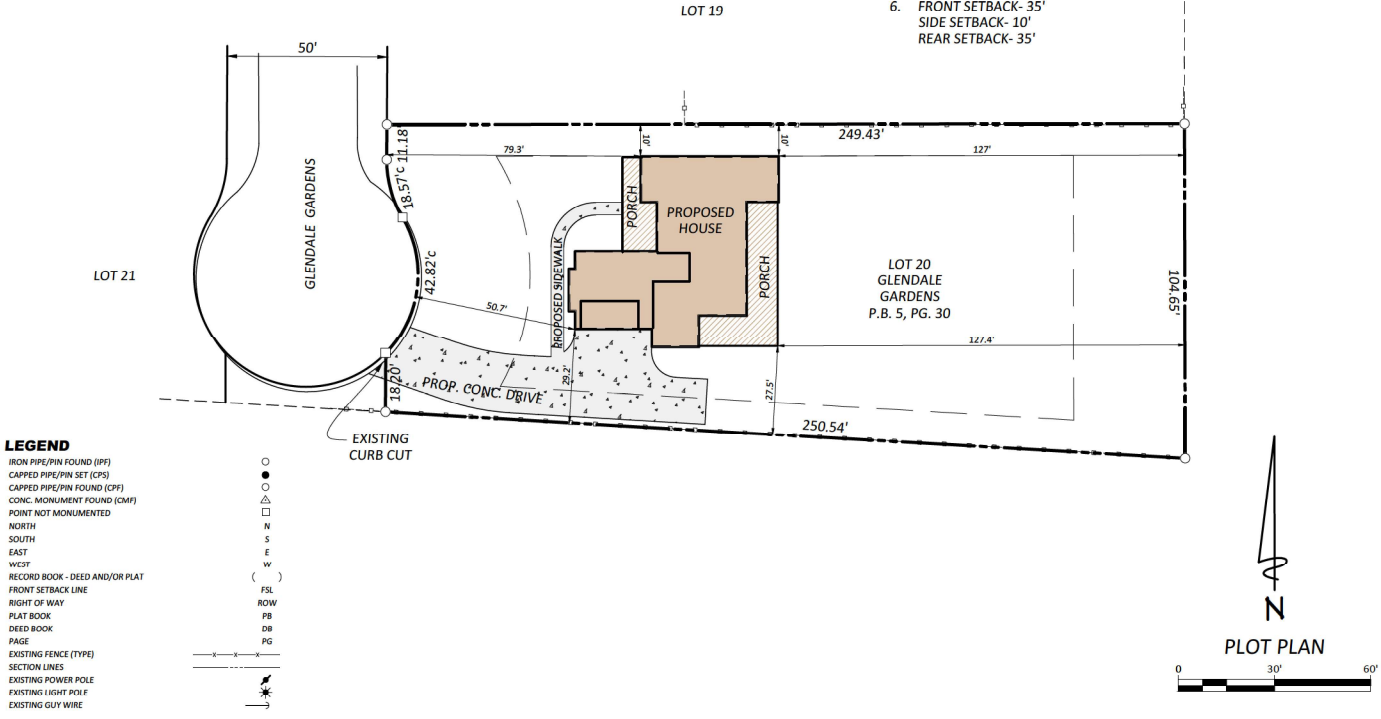 LOT 19
6. FRONT SETBACK- 35'
SIDE SETBACK- 10'
REAR SETBACK- 35'
50'
11.18'
18.57'c
42.82'c
18.20'
GLENDALE GARDENS
LOT 21
10'
10'
249.43'
79.3'
127'
PORCH
PROPOSED
HOUSE
PORCH
PROPOSED SIDEWALK
50.7'
LOT 20
GLENDALE
GARDENS
P.B. 5, PG. 30
104.65'
127.4'
29.2'
27.5'
PROP. CONC. DRIVE
250.54'
EXISTING
CURB CUT
LEGEND
IRON PIPE/PIN FOUND (IPF)
CAPPED PIPE/PIN SET (CPS)
CAPPED PIPE/PIN FOUND (CPF)
CONC. MONUMENT FOUND (CMF)
POINT NOT MONUMENTED
NORTH N
SOUTH S
EAST E
WEST W
RECORD BOOK - DEED AND/OR PLAT ( )
FRONT SETBACK LINE FSL
RIGHT OF WAY ROW
PLAT BOOK PB
DEED BOOK DB
PAGE PG
EXISTING FENCE (TYPE) x x x
SECTION LINES
EXISTING POWER POLE
EXISTING LIGHT POLE
EXISTING GUY WIRE
N
PLOT PLAN
0 30' 60'